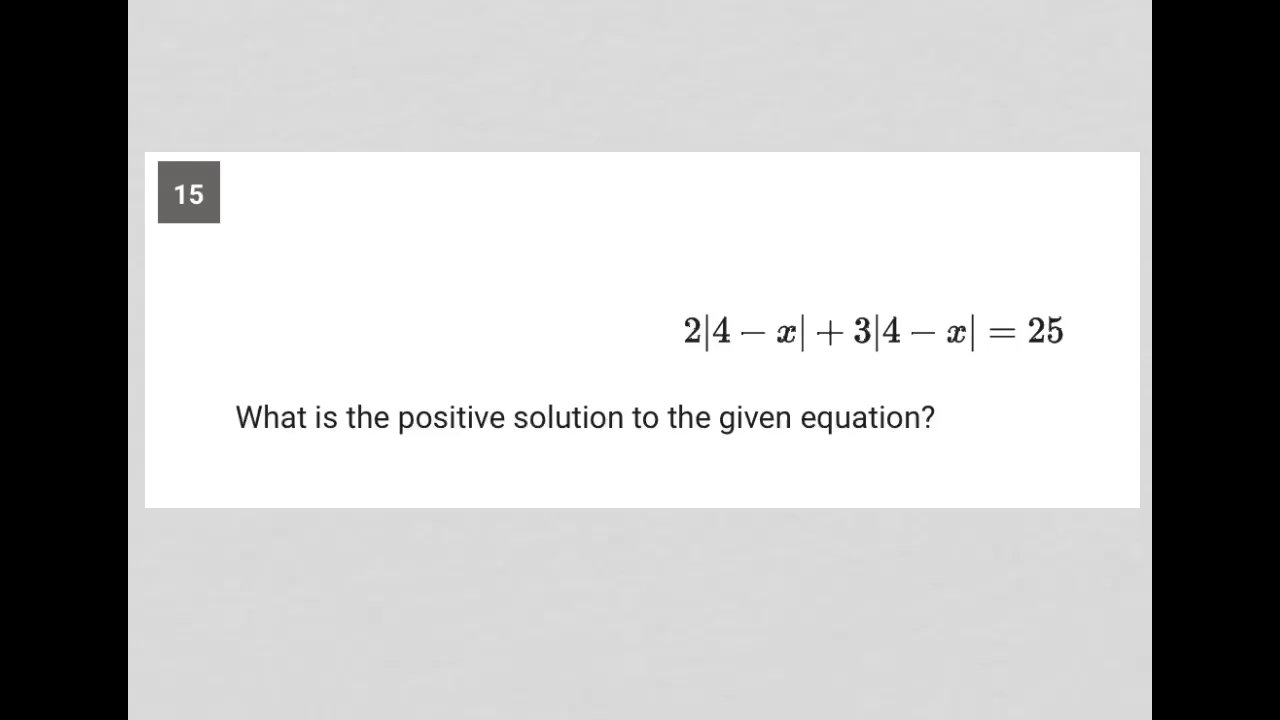 15
2|4 − x| + 3|4 − x| = 25
What is the positive solution to the given equation?